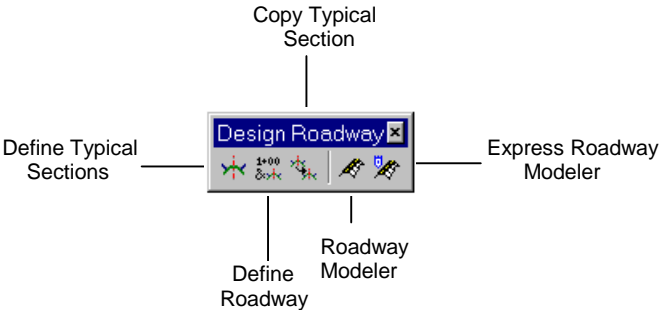 Copy Typical
Section
Design Roadway
Define Typical
Sections
1+00
&
Express Roadway
Modeler
Roadway
Modeler
Define
Roadway